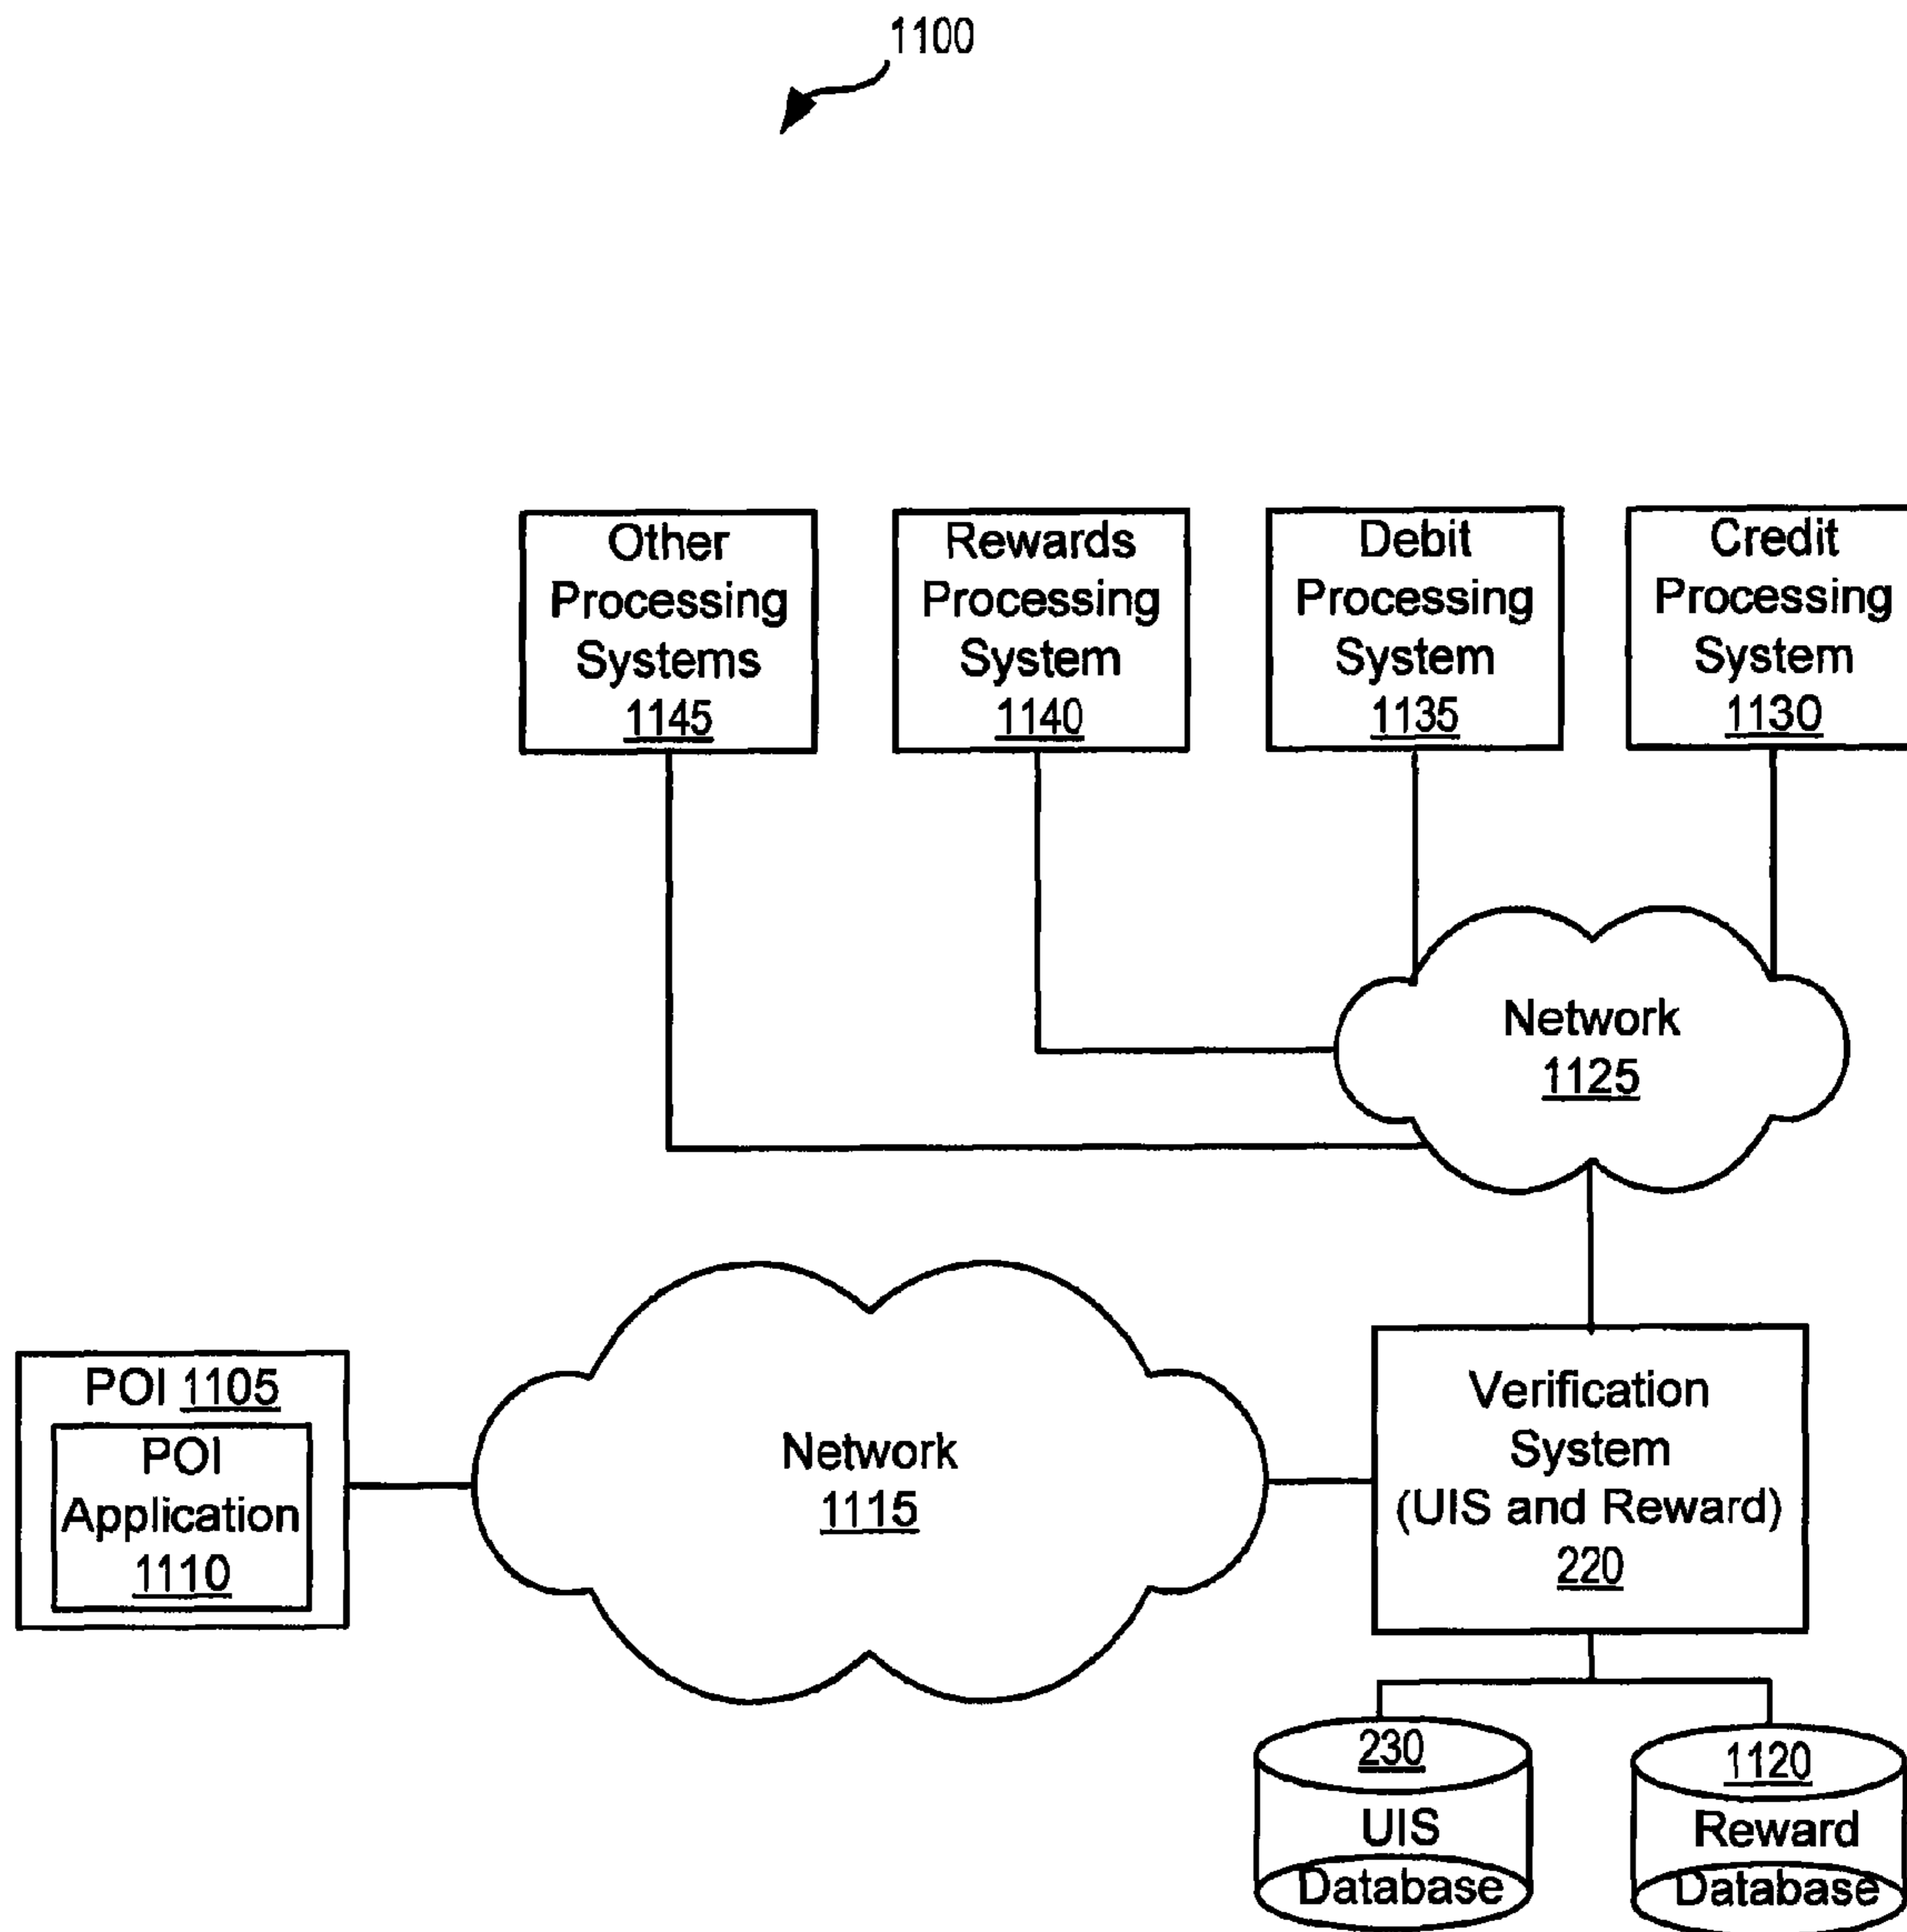 1100
Other
Processing
Systems
1145
Rewards
Processing
System
1140
Debit
Processing
System
1135
Credit
Processing
System
1130
Network
1125
POI 1105
POI
Application
1110
Network
1115
Verification
System
(UIS and Reward)
220
230
UIS
Database
1120
Reward
Database